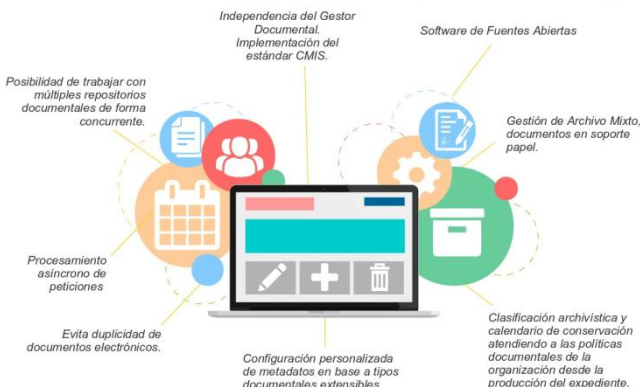 Independencia del Gestor
Documental.
Implementación del
estándar CMIS.
Software de Fuentes Abiertas
Posibilidad de trabajar con
múltiples repositorios
documentales de forma
concurrente.
Gestión de Archivo Mixto,
documentos en soporte
papel.
Procesamiento
asíncrono de
peticiones
Evita duplicidad de
documentos electrónicos.
Configuración personalizada
de metadatos en base a tipos
documentales extensibles
Clasificación archivística y
calendario de conservación
atendiendo a las políticas
documentales de la
organización desde la
producción del expediente.